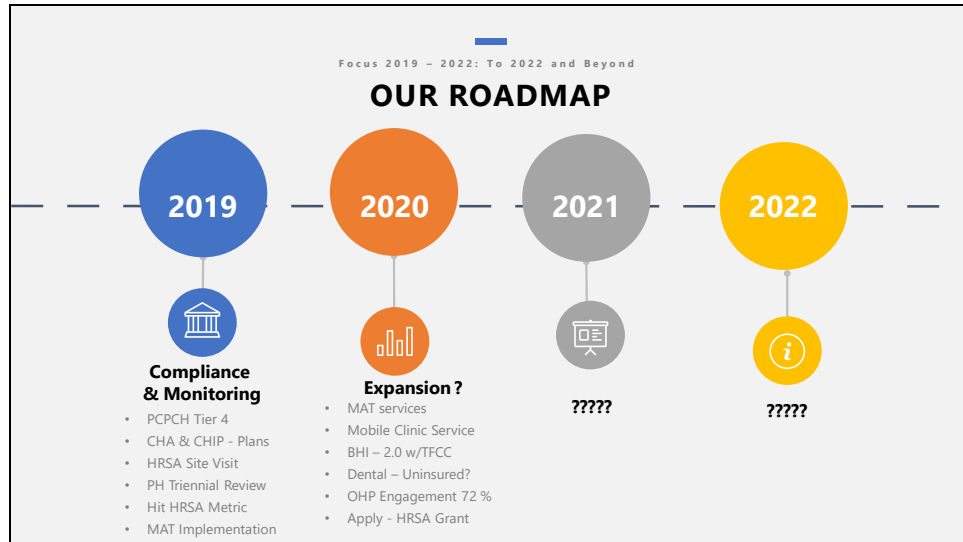 Focus 2019 – 2022: To 2022 and Beyond
OUR ROADMAP
2019
2020
2021
2022
Compliance
& Monitoring
• PCPCH Tier 4
• CHA & CHIP - Plans
• HRSA Site Visit
• PH Triennial Review
• Hit HRSA Metric
• MAT Implementation
Expansion ?
• MAT services
• Mobile Clinic Service
• BHI – 2.0 w/TFCC
• Dental – Uninsured?
• OHP Engagement 72 %
• Apply - HRSA Grant
?????
i
?????